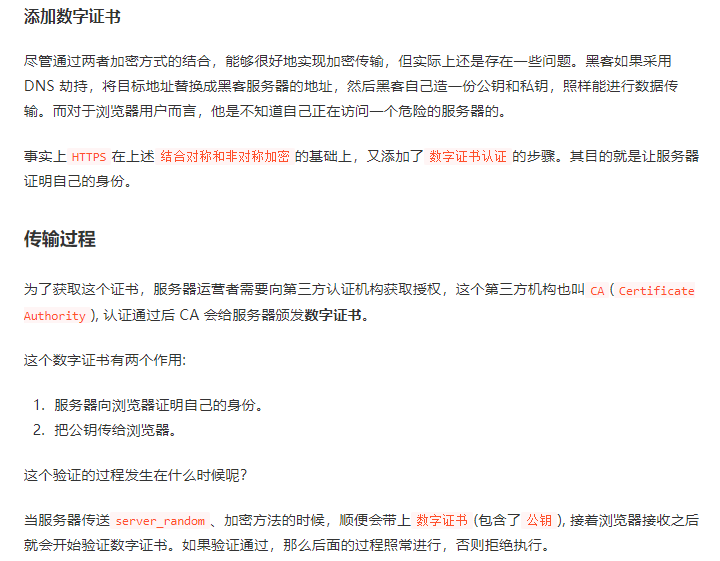 添加数字证书
尽管通过两者加密方式的结合，能够很好地实现加密传输，但实际上还是存在一些问题。黑客如果采用
DNS 劫持，将目标地址替换成黑客服务器的地址，然后黑客自己造一份公钥和私钥，照样能进行数据传
输。而对于浏览器用户而言，他是不知道自己正在访问一个危险的服务器的。
事实上 HTTPS 在上述 结合对称和非对称加密 的基础上，又添加了 数字证书认证 的步骤。其目的就是让服务器
证明自己的身份。
传输过程
为了获取这个证书，服务器运营者需要向第三方认证机构获取授权，这个第三方机构也叫 CA ( Certificate
Authority ), 认证通过后 CA 会给服务器颁发数字证书。
这个数字证书有两个作用:
1. 服务器向浏览器证明自己的身份。
2. 把公钥传给浏览器。
这个验证的过程发生在什么时候呢?
当服务器传送 server_random 、加密方法的时候，顺便会带上 数字证书 (包含了 公钥 ), 接着浏览器接收之后
就会开始验证数字证书。如果验证通过，那么后面的过程照常进行，否则拒绝执行。